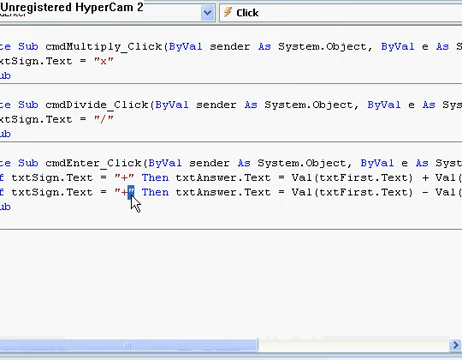 Unregistered HyperCam 2
Click
te Sub cmdMultiply_Click(ByVal sender As System.Object, ByVal e As S
xtSign.Text = "x"
ub
te Sub cmdDivide_Click(ByVal sender As System.Object, ByVal e As Sys
xtSign.Text = "/"
ub
te Sub cmdEnter_Click(ByVal sender As System.Object, ByVal e As Syst
f txtSign.Text = "+" Then txtAnswer.Text = Val(txtFirst.Text) + Val(
f txtSign.Text = "+" Then txtAnswer.Text = Val(txtFirst.Text) - Val(
ub